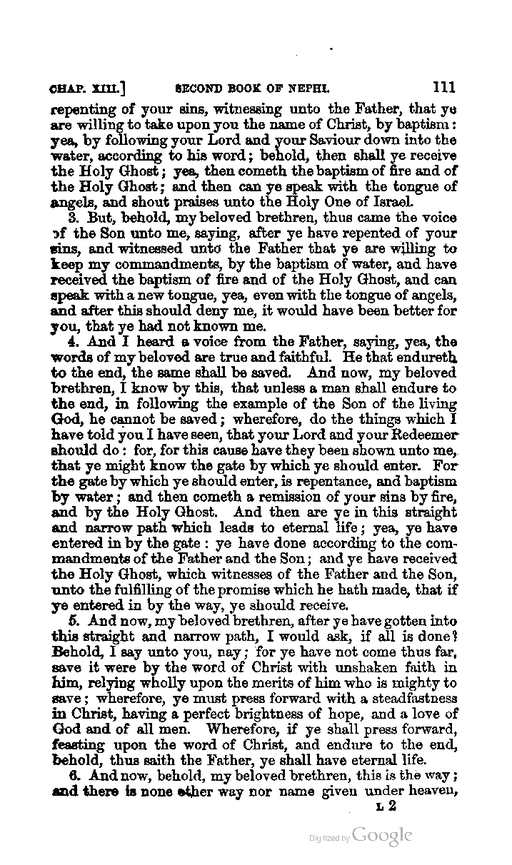 CHAP. XIII.] SECOND BOOK OF NEPHI. 111
repenting of your sins, witnessing unto the Father, that ye
are willing to take upon you the name of Christ, by baptism:
yea, by following your Lord and your Saviour down into the
water, according to his word; behold, then shall ye receive
the Holy Ghost; yea, then cometh the baptism of fire and of
the Holy Ghost; and then can ye speak with the tongue of
angels, and shout praises unto the Holy One of Israel.
3. But, behold, my beloved brethren, thus came the voice
of the Son unto me, saying, after ye have repented of your
sins, and witnessed unto the Father that ye are willing to
keep my commandments, by the baptism of water, and have
received the baptism of fire and of the Holy Ghost, and can
speak with a new tongue, yea, even with the tongue of angels,
and after this should deny me, it would have been better for
you, that ye had not known me.
4. And I heard a voice from the Father, saying, yea, the
words of my beloved are true and faithful. He that endureth
to the end, the same shall be saved. And now, my beloved
brethren, I know by this, that unless a man shall endure to
the end, in following the example of the Son of the living
God, he cannot be saved; wherefore, do the things which I
have told you I have seen, that your Lord and your Redeemer
should do: for, for this cause have they been shown unto me,
that ye might know the gate by which ye should enter. For
the gate by which ye should enter, is repentance, and baptism
by water; and then cometh a remission of your sins by fire,
and by the Holy Ghost. And then are ye in this straight
and narrow path which leads to eternal life; yea, ye have
entered in by the gate: ye have done according to the com-
mandments of the Father and the Son; and ye have received
the Holy Ghost, which witnesses of the Father and the Son,
unto the fulfilling of the promise which he hath made, that if
ye entered in by the way, ye should receive.
5. And now, my beloved brethren, after ye have gotten into
this straight and narrow path, I would ask, if all is done?
Behold, I say unto you, nay; for ye have not come thus far,
save it were by the word of Christ with unshaken faith in
him, relying wholly upon the merits of him who is mighty to
save; wherefore, ye must press forward with a steadfastness
in Christ, having a perfect brightness of hope, and a love of
God and of all men. Wherefore, if ye shall press forward,
feasting upon the word of Christ, and endure to the end,
behold, thus saith the Father, ye shall have eternal life.
6. And now, behold, my beloved brethren, this is the way;
and there is none other way nor name given under heaven,
L 2
Digitized by Google